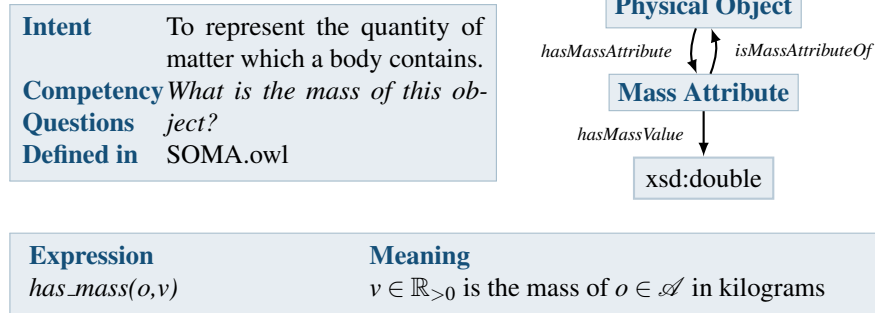 Intent To represent the quantity of
matter which a body contains.
Competency What is the mass of this ob-
Questions ject?
Defined in SOMA.owl
Physical Object
hasMassAttribute isMassAttributeOf
Mass Attribute
hasMassValue
xsd:double
Expression Meaning
has_mass(o,v) v ∈ ℝ>0 is the mass of o ∈ 𝒜 in kilograms